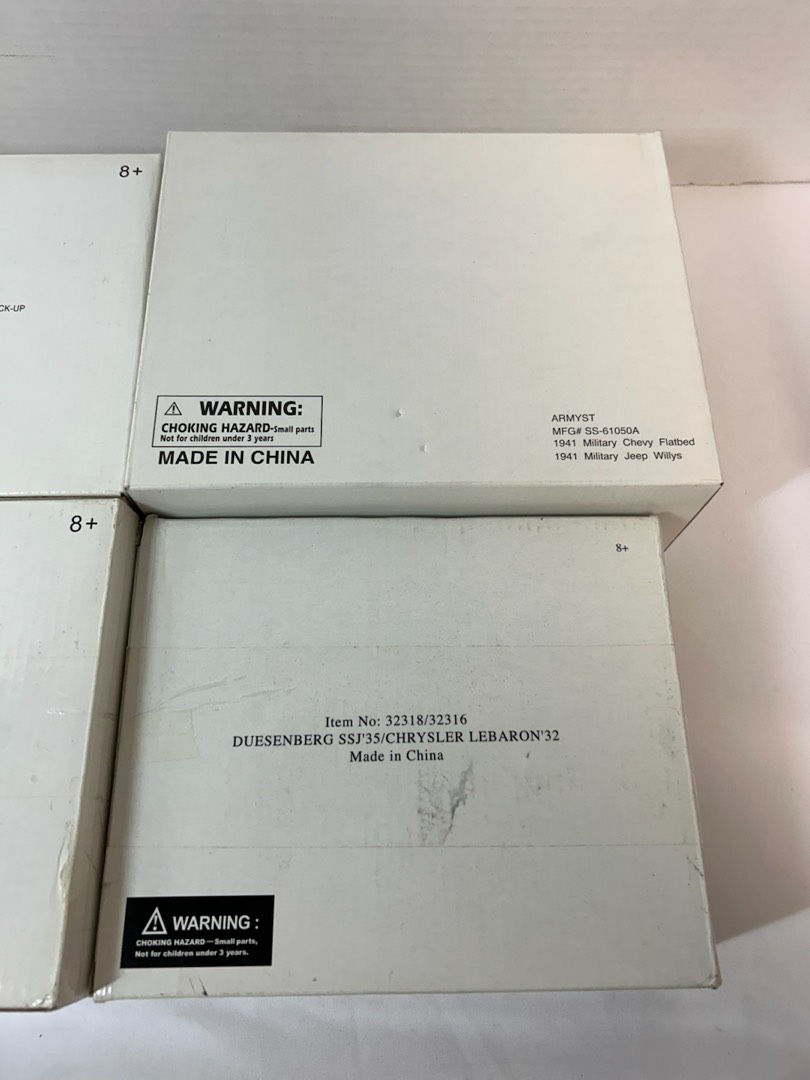 8+
CK-UP
WARNING:
CHOKING HAZARD-Small parts
Not for children under 3 years
MADE IN CHINA
ARMYST
MFG# SS-61050A
1941 Military Chevy Flatbed
1941 Military Jeep Willys
8+
8+
Item No: 32318/32316
DUESENBERG SSJ'35/CHRYSLER LEBARON'32
Made in China
WARNING :
CHOKING HAZARD — Small parts,
Not for children under 3 years.